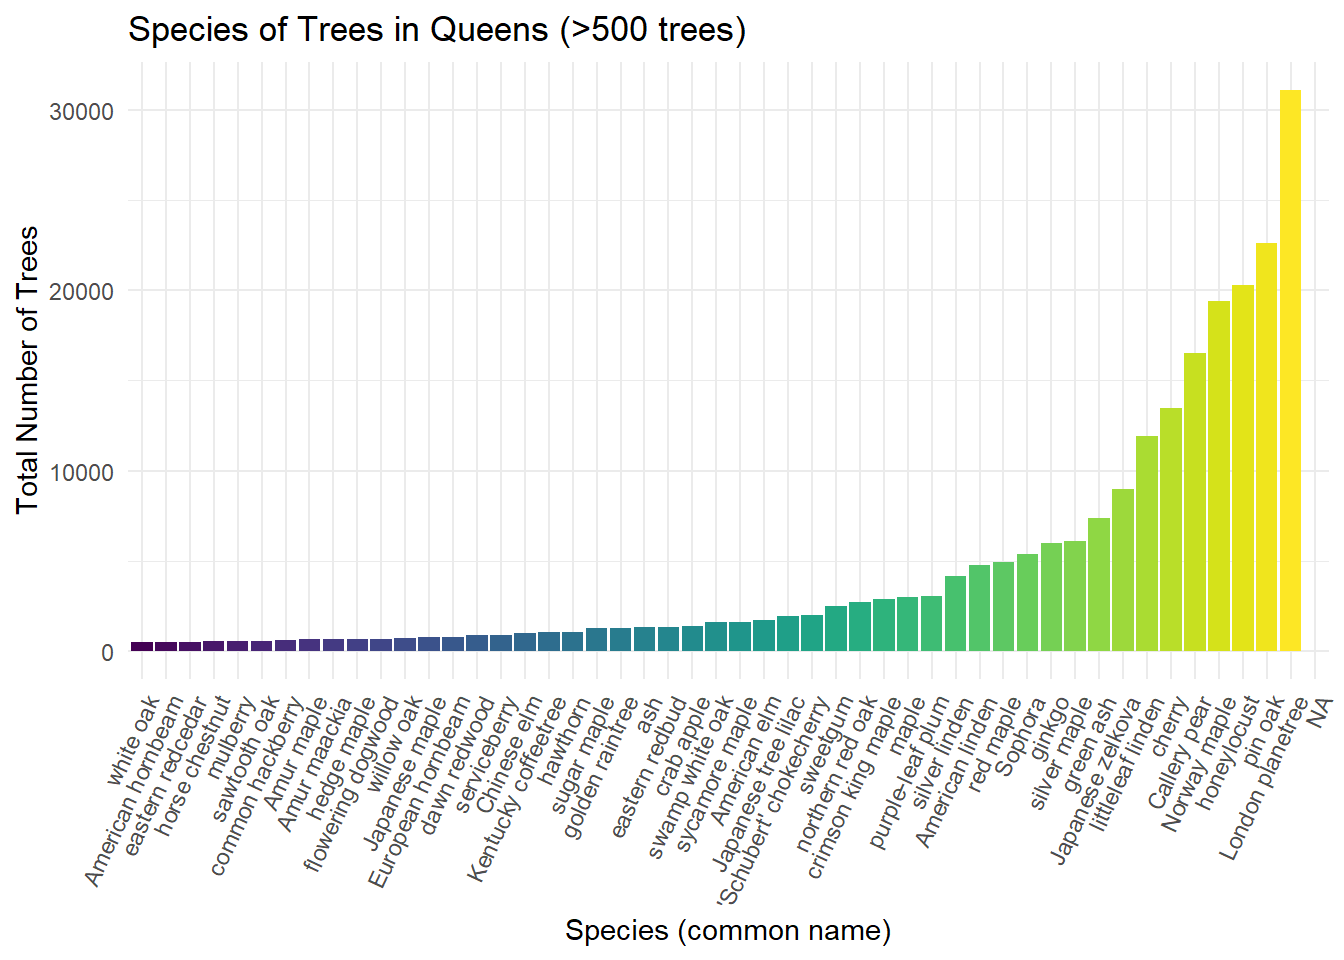 Species of Trees in Queens (>500 trees)
Total Number of Trees
30000
20000
10000
0
white oak
American hornbeam
eastern redcedar
horse chestnut
mulberry
sawtooth oak
common hackberry
Amur maple
Amur maackia
hedge maple
flowering dogwood
willow oak
Japanese maple
European hornbeam
dawn redwood
serviceberry
Chinese elm
Kentucky coffeetree
hawthorn
sugar maple
golden raintree
ash
eastern redbud
crab apple
swamp white oak
sycamore maple
American elm
Japanese tree lilac
'Schubert' chokecherry
sweetgum
northern red oak
crimson king maple
maple
purple-leaf plum
silver linden
American linden
red maple
Sophora
ginkgo
silver maple
green ash
Japanese zelkova
littleleaf linden
cherry
Callery pear
Norway maple
honeylocust
pin oak
London planetree
NA
Species (common name)